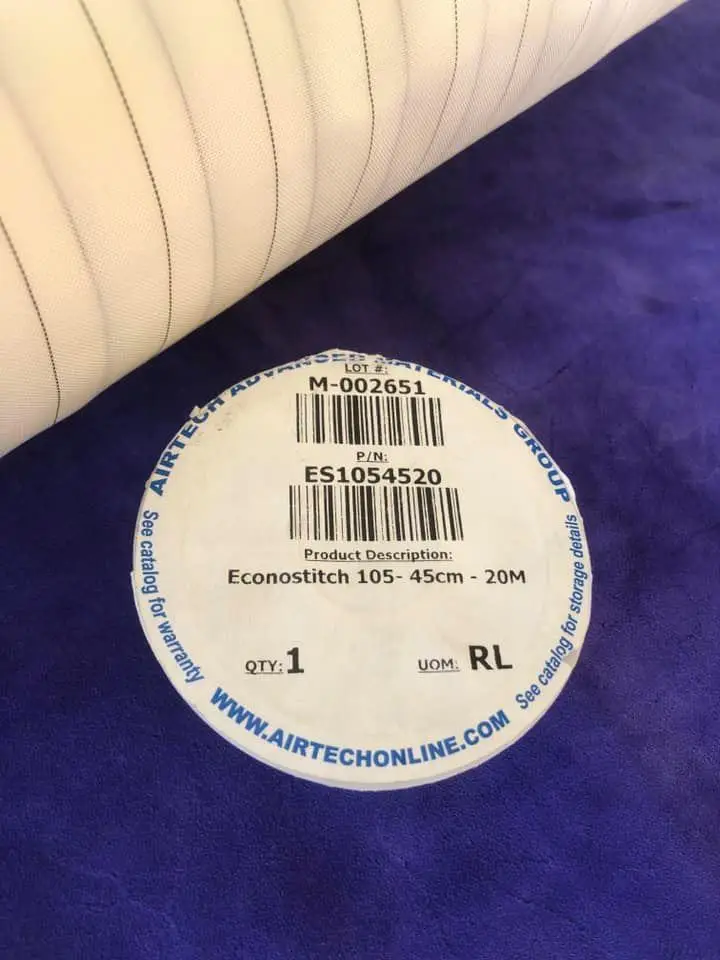 AIRTECH ADVANCED MATERIALS GROUP
LOT #:
M-002651
P/N:
ES1054520
Product Description:
Econostitch 105- 45cm - 20M
QTY: 1
UOM: RL
See catalog for warranty
See catalog for storage details
WWW.AIRTECHONLINE.COM